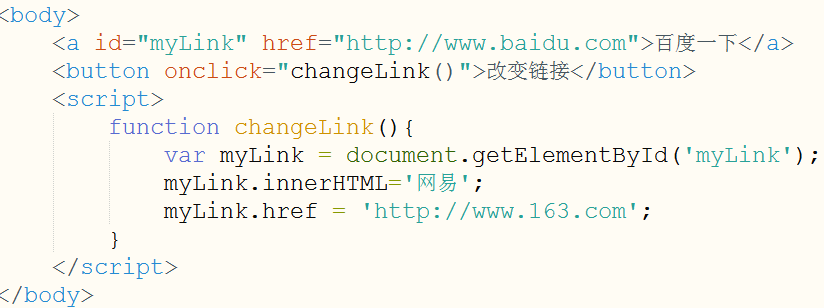 <body>
<a id="myLink" href="http://www.baidu.com">百度一下</a>
<button onclick="changeLink()">改变链接</button>
<script>
function changeLink(){
var myLink = document.getElementById('myLink');
myLink.innerHTML='网易';
myLink.href = 'http://www.163.com';
}
</script>
</body>